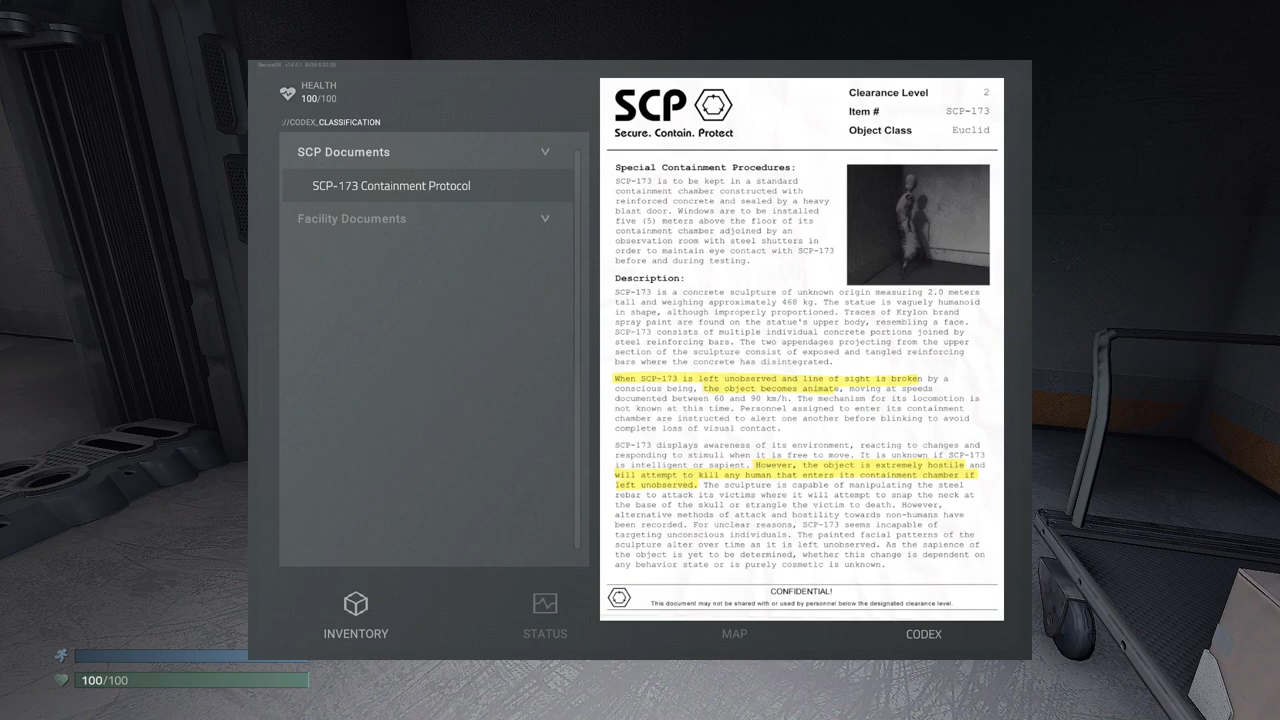 HEALTH
100/100
://CODEX_CLASSIFICATION
SCP Documents
SCP-173 Containment Protocol
Facility Documents
INVENTORY
STATUS
MAP
CODEX
100/100
SCP
Secure. Contain. Protect
Clearance Level 2
Item # SCP-173
Object Class Euclid
Special Containment Procedures:
SCP-173 is to be kept in a standard
containment chamber constructed with
reinforced concrete and sealed by a heavy
blast door. Windows are to be installed
five (5) meters above the floor of its
containment chamber adjoined by an
observation room with steel shutters in
order to maintain eye contact with SCP-173
before and during testing.
Description:
SCP-173 is a concrete sculpture of unknown origin measuring 2.0 meters
tall and weighing approximately 468 kg. The statue is vaguely humanoid
in shape, although improperly proportioned. Traces of Krylon brand
spray paint are found on the statue's upper body, resembling a face.
SCP-173 consists of multiple individual concrete portions joined by
steel reinforcing bars. The two appendages projecting from the upper
section of the sculpture consist of exposed and tangled reinforcing
bars where the concrete has disintegrated.
When SCP-173 is left unobserved and line of sight is broken by a
conscious being, the object becomes animate, moving at speeds
documented between 60 and 90 km/h. The mechanism for its locomotion is
not known at this time. Personnel assigned to enter its containment
chamber are instructed to alert one another before blinking to avoid
complete loss of visual contact.
SCP-173 displays awareness of its environment, reacting to changes and
responding to stimuli when it is free to move. It is unknown if SCP-173
is intelligent or sapient. However, the object is extremely hostile and
will attempt to kill any human that enters its containment chamber if
left unobserved. The sculpture is capable of manipulating the steel
rebar to attack its victims where it will attempt to snap the neck at
the base of the skull or strangle the victim to death. However,
alternative methods of attack and hostility towards non-humans have
been recorded. For unclear reasons, SCP-173 seems incapable of
targeting unconscious individuals. The painted facial patterns of the
sculpture alter over time as it is left unobserved. As the sapience of
the object is yet to be determined, whether this change is dependent on
any behavior state or is purely cosmetic is unknown.
CONFIDENTIAL!
This document may not be shared with or used by personnel below the designated clearance level.